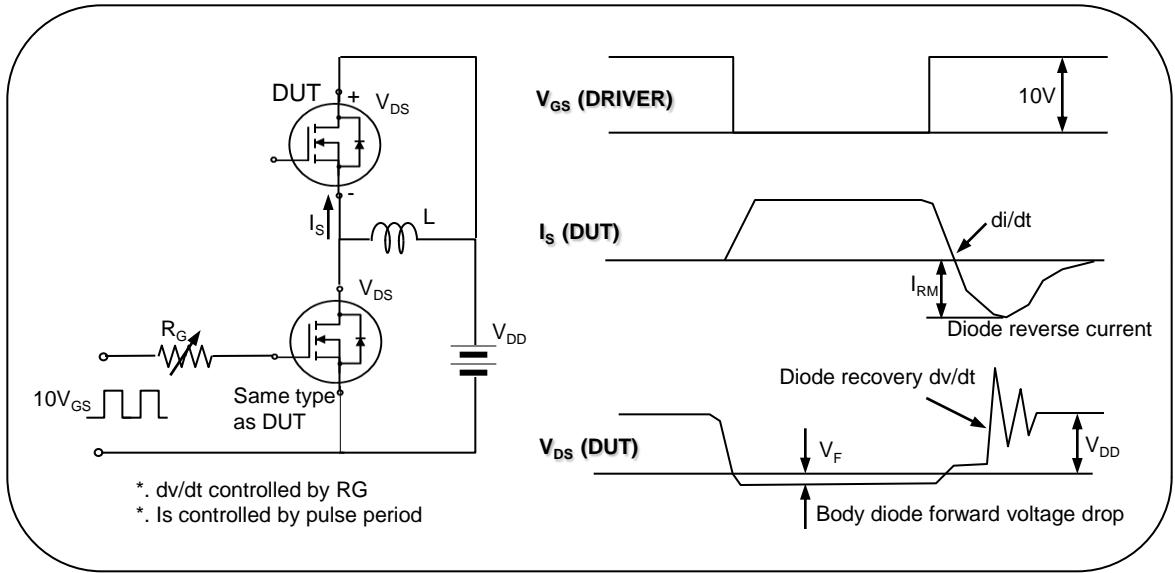 DUT
+
V_DS
-
I_S
L
V_DS
R_G
V_DD
10V_GS
Same type
as DUT
*. dv/dt controlled by RG
*. Is controlled by pulse period
V_GS (DRIVER)
10V
I_S (DUT)
di/dt
I_RM
Diode reverse current
Diode recovery dv/dt
V_DS (DUT)
V_F
V_DD
Body diode forward voltage drop